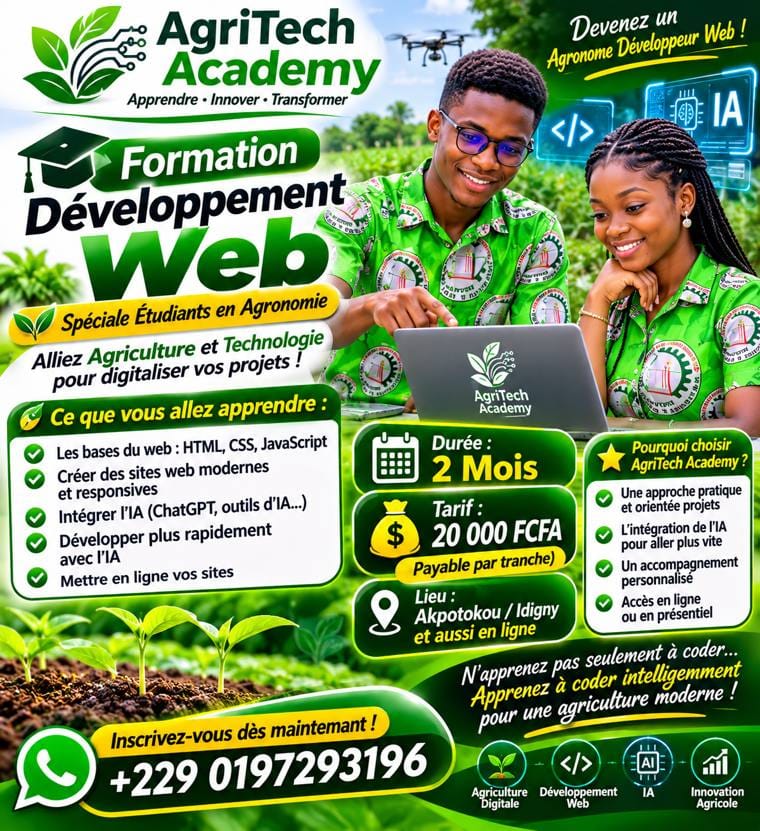 AgriTech
Academy
Apprendre • Innover • Transformer
Devenez un
Agronome Développeur Web !
</>
IA
Formation
Développement
Web
Spéciale Étudiants en Agronomie
Alliez Agriculture et Technologie
pour digitaliser vos projets !
AgriTech
Academy
Ce que vous allez apprendre :
Les bases du web : HTML, CSS, JavaScript
Créer des sites web modernes
et responsives
Intégrer l'IA (ChatGPT, outils d'IA...)
Développer plus rapidement
avec l'IA
Mettre en ligne vos sites
Durée :
2 Mois
$
Tarif :
20 000 FCFA
Payable par tranche)
Lieu :
Akpotokou / Idigny
et aussi en ligne
Pourquoi choisir
AgriTech Academy ?
Une approche pratique
et orientée projets
L'intégration de l'IA
pour aller plus vite
Un accompagnement
personnalisé
Accès en ligne
ou en présentiel
N'apprenez pas seulement à coder...
Apprenez à coder intelligemment
pour une agriculture moderne !
Inscrivez-vous dès maintenant !
+229 0197293196
Agriculture
Digitale
</>
Développement
Web
AI
IA
Innovation
Agricole